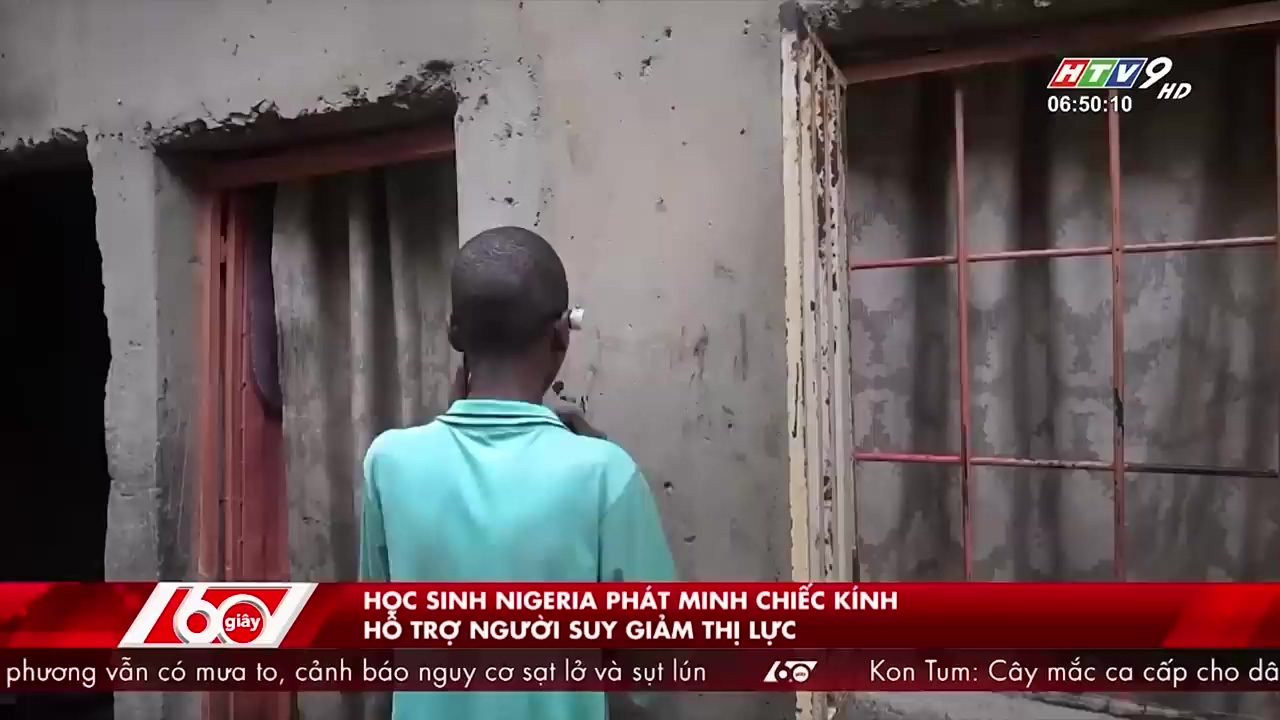 HTV9 HD
06:50:10
60 giây
HỌC SINH NIGERIA PHÁT MINH CHIẾC KÍNH
HỖ TRỢ NGƯỜI SUY GIẢM THỊ LỰC
phương vẫn có mưa to, cảnh báo nguy cơ sạt lở và sụt lún 60 giây Kon Tum: Cây mắc ca cấp cho dâ